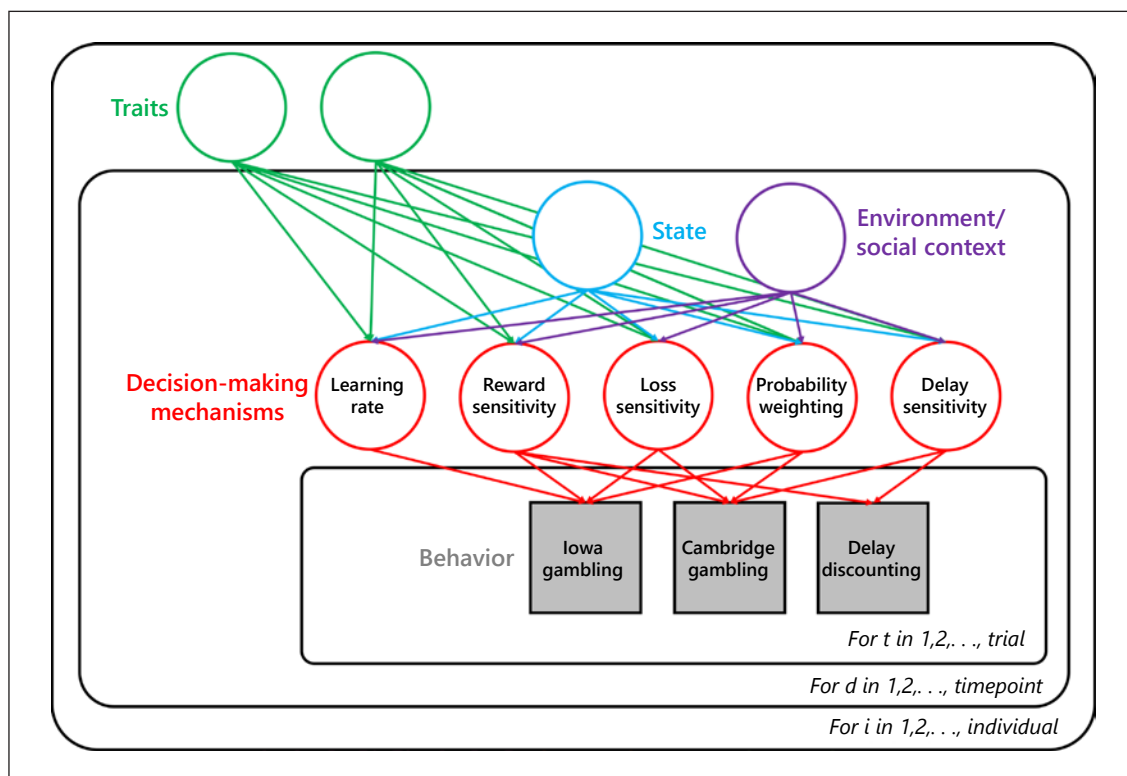 Traits
State
Environment/
social context
Decision-making
mechanisms
Learning
rate
Reward
sensitivity
Loss
sensitivity
Probability
weighting
Delay
sensitivity
Behavior
Iowa
gambling
Cambridge
gambling
Delay
discounting
For t in 1,2,. . ., trial
For d in 1,2,. . ., timepoint
For i in 1,2,. . ., individual